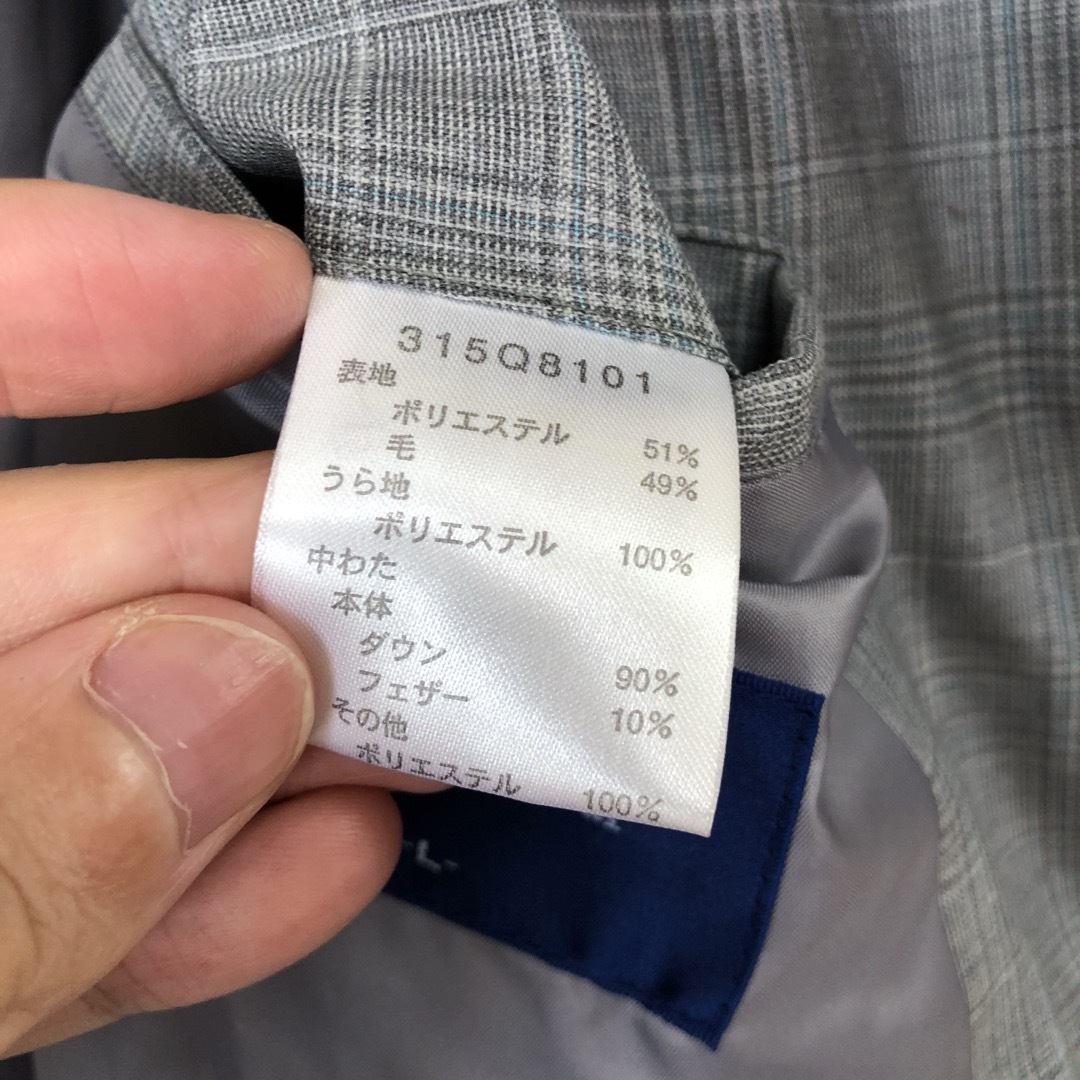 315Q8101
表地
ポリエステル 51%
毛 49%
うら地
ポリエステル 100%
中わた
本体
ダウン 90%
フェザー 10%
その他
ポリエステル 100%
-L-